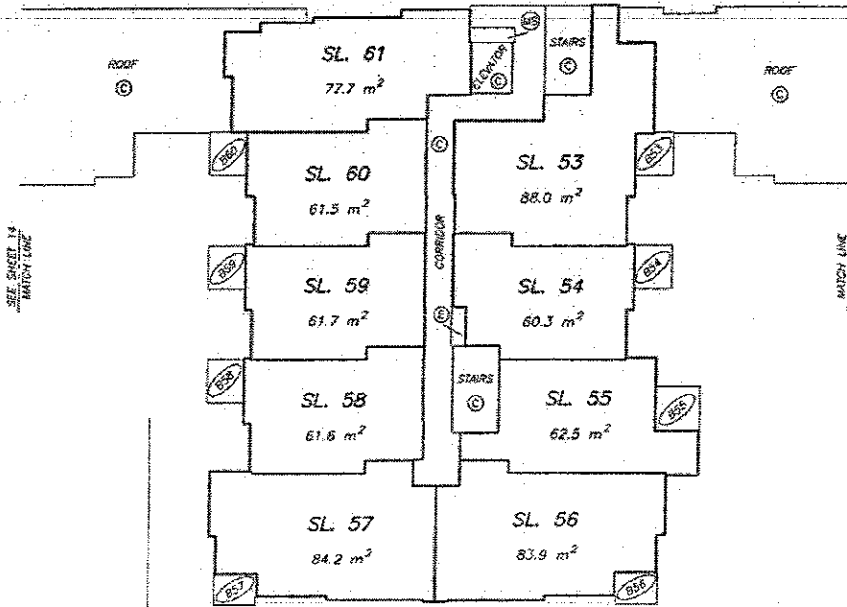 SL. 61
77.7 m²
ELEVATOR
C
MS
STAIRS
C
ROOF
C
ROOF
C
B60
SL. 60
61.5 m²
C
SL. 53
88.0 m²
B53
SEE SHEET 14
MATCH LINE
B59
SL. 59
61.7 m²
CORRIDOR
E
SL. 54
60.3 m²
B54
MATCH LINE
B58
SL. 58
61.6 m²
STAIRS
C
SL. 55
62.5 m²
B55
SL. 57
84.2 m²
B57
SL. 56
83.9 m²
B56